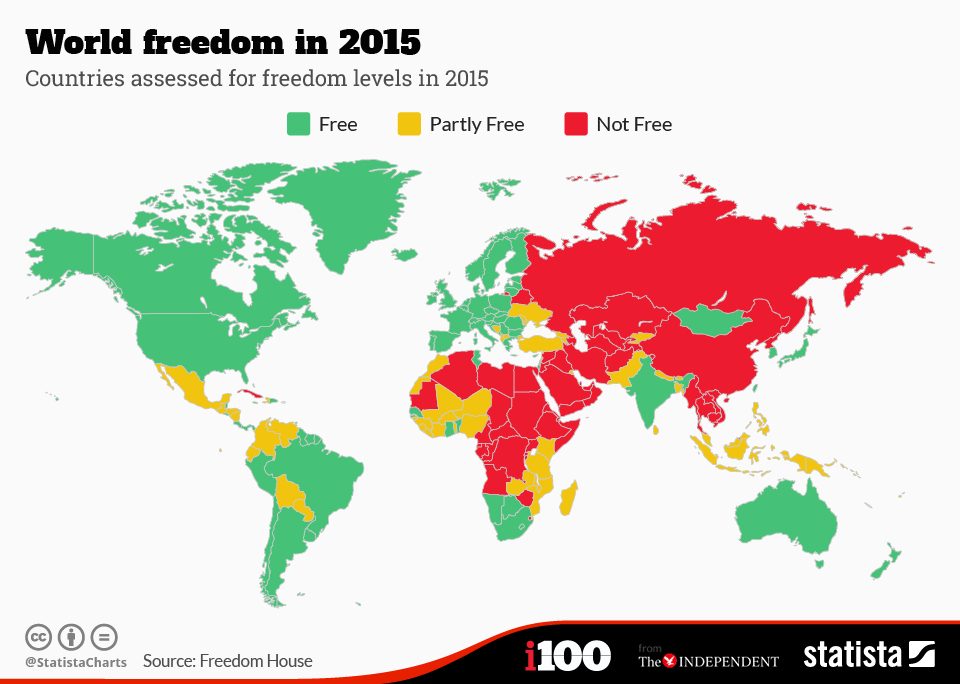 World freedom in 2015
Countries assessed for freedom levels in 2015
Free Partly Free Not Free
cc
@StatistaCharts Source: Freedom House
i100
from
The INDEPENDENT
statista